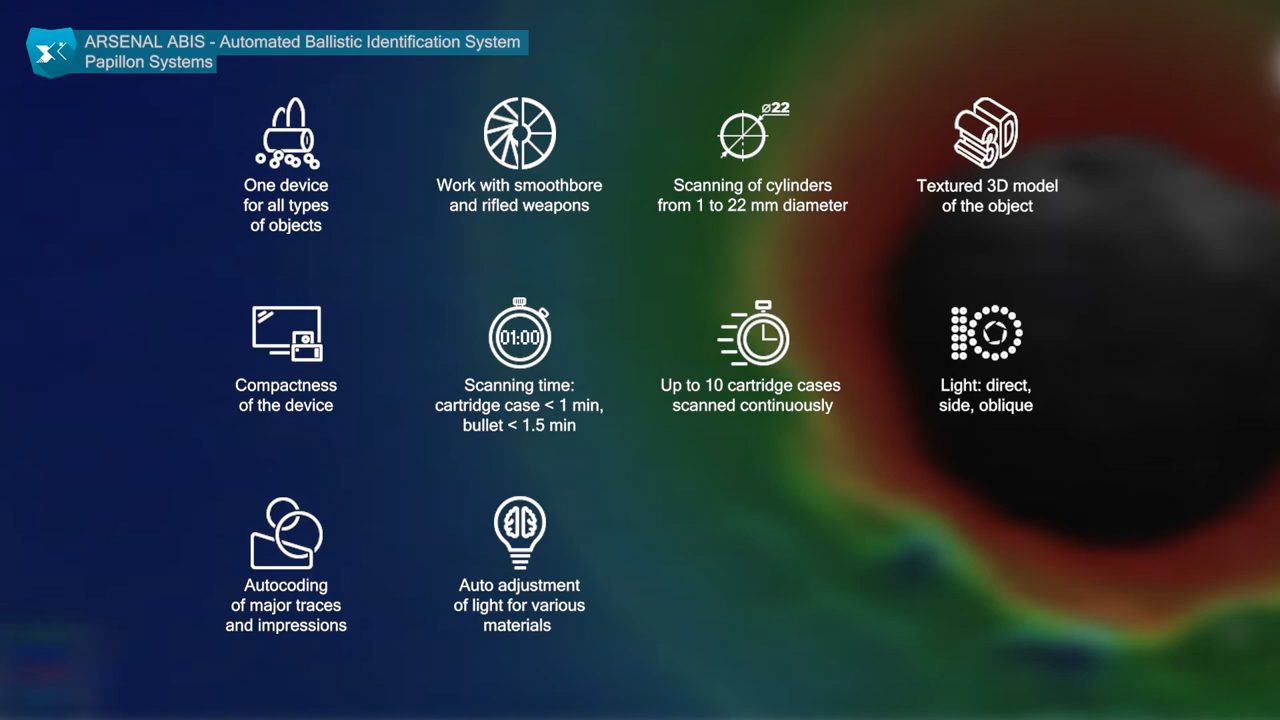 ARSENAL ABIS - Automated Ballistic Identification System
Papillon Systems
One device
for all types
of objects
Work with smoothbore
and rifled weapons
⌀22
Scanning of cylinders
from 1 to 22 mm diameter
3D
Textured 3D model
of the object
Compactness
of the device
01:00
Scanning time:
cartridge case < 1 min,
bullet < 1.5 min
Up to 10 cartridge cases
scanned continuously
Light: direct,
side, oblique
Autocoding
of major traces
and impressions
Auto adjustment
of light for various
materials